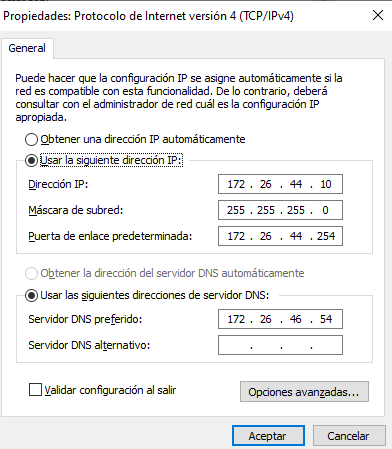 Propiedades: Protocolo de Internet versión 4 (TCP/IPv4)
General
Puede hacer que la configuración IP se asigne automáticamente si la
red es compatible con esta funcionalidad. De lo contrario, deberá
consultar con el administrador de red cuál es la configuración IP
apropiada.
Obtener una dirección IP automáticamente
Usar la siguiente dirección IP:
Dirección IP: 172 . 26 . 44 . 10
Máscara de subred: 255 . 255 . 255 . 0
Puerta de enlace predeterminada: 172 . 26 . 44 . 254
Obtener la dirección del servidor DNS automáticamente
Usar las siguientes direcciones de servidor DNS:
Servidor DNS preferido: 172 . 26 . 46 . 54
Servidor DNS alternativo: . . .
Validar configuración al salir
Opciones avanzadas...
Aceptar
Cancelar